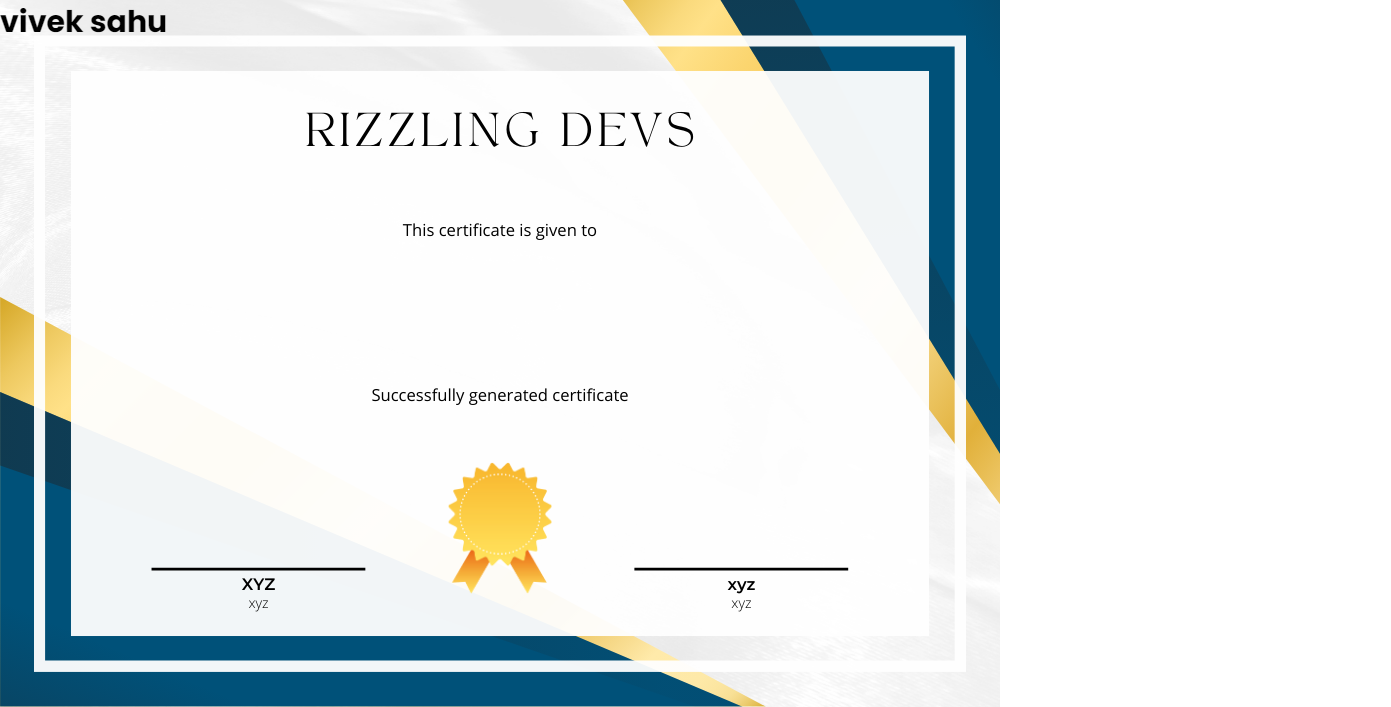 vivek sahu
RIZZLING DEVS
This certificate is given to
Successfully generated certificate
XYZ
xyz
xyz
xyz